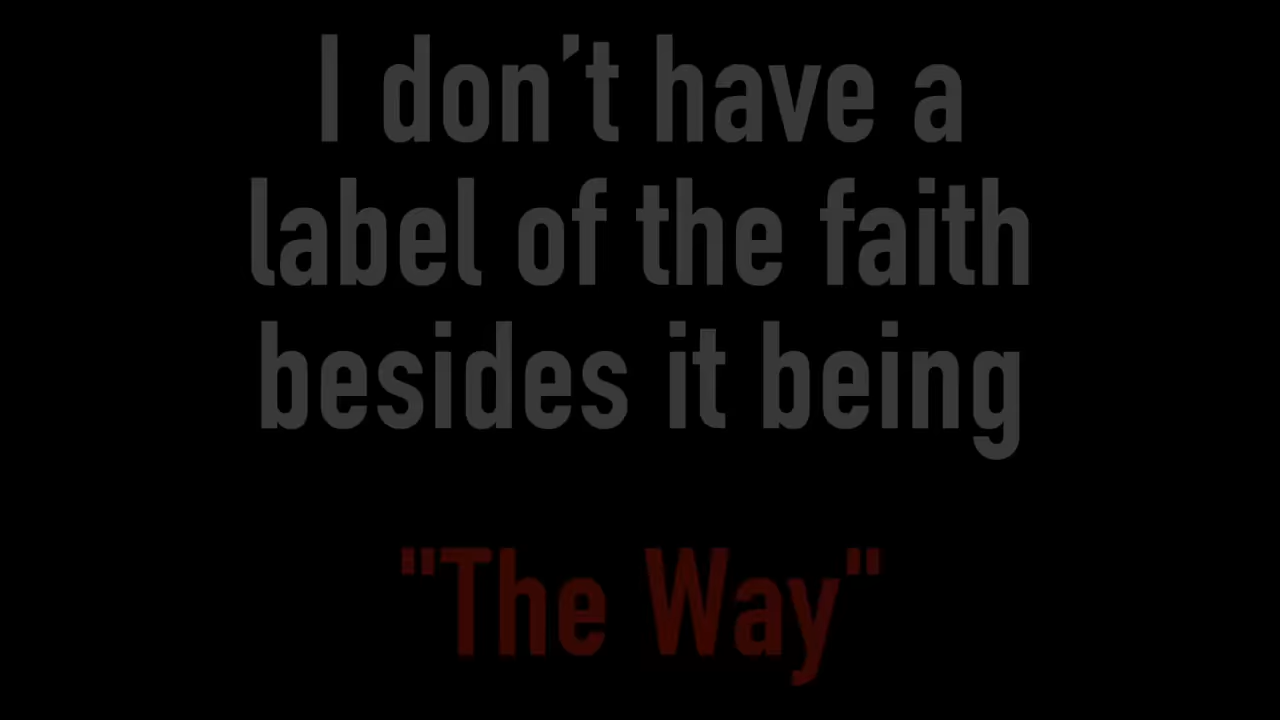 I don’t have a
label of the faith
besides it being
"The Way"